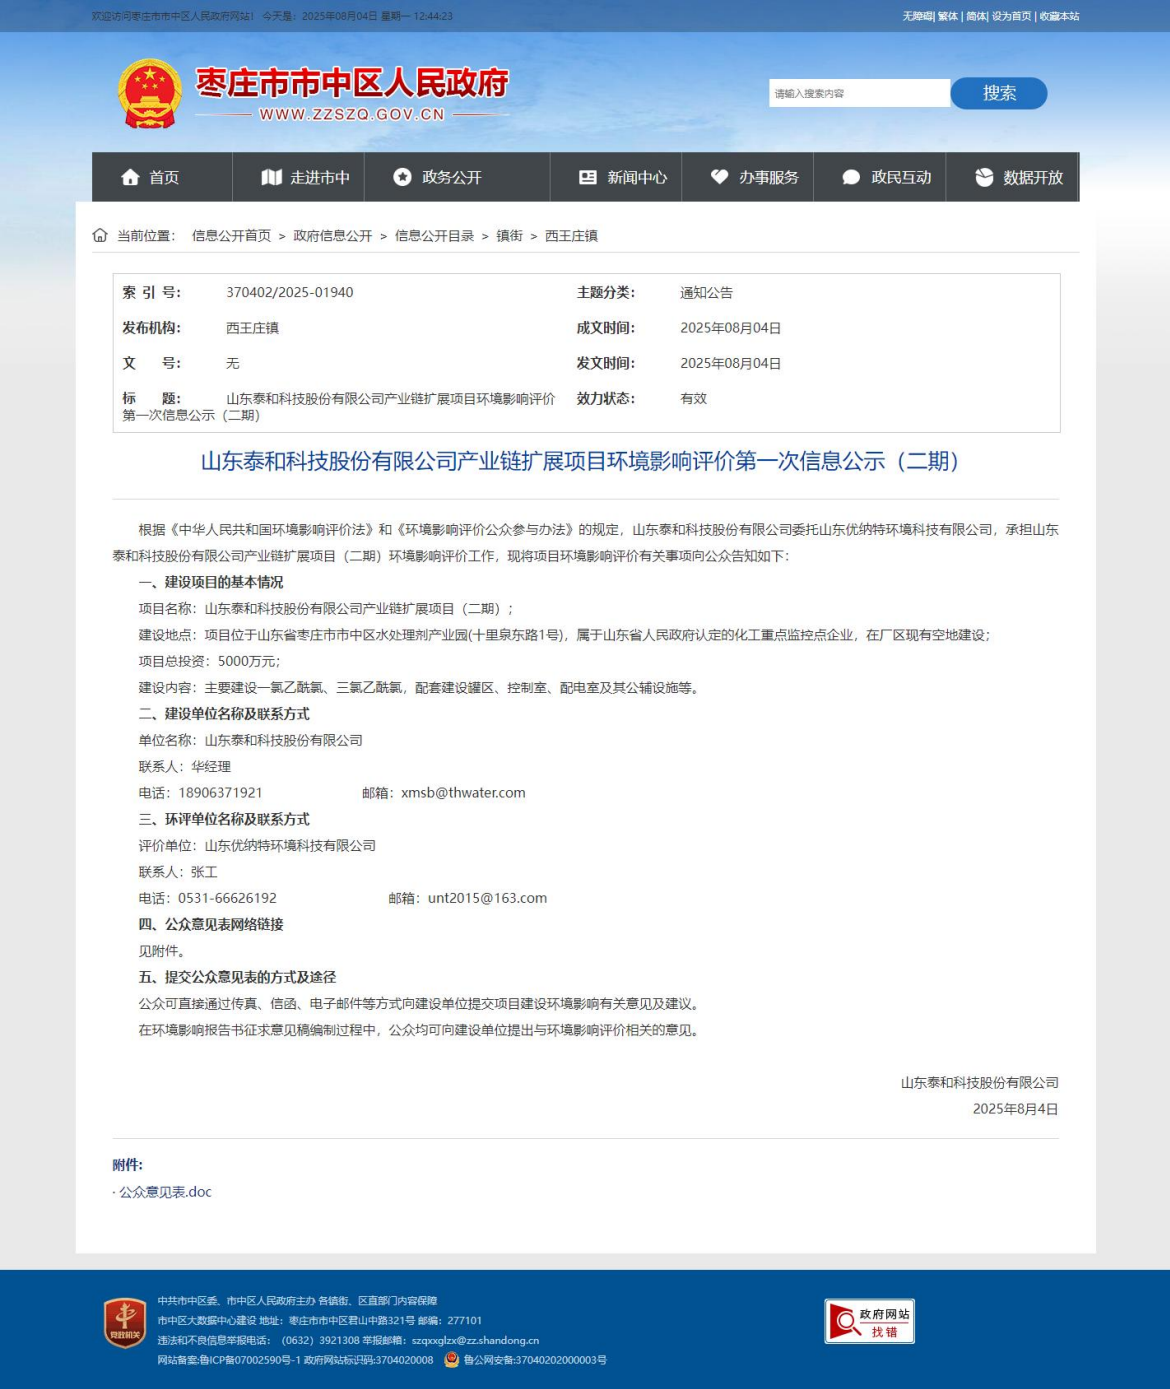 欢迎访问枣庄市市中区人民政府网站! 今天是：2025年08月04日 星期一 12:44:23
无障碍| 繁体 | 简体| 设为首页 | 收藏本站
枣庄市市中区人民政府
WWW.ZZSZQ.GOV.CN
请输入搜索内容
搜索
首页 走进市中 政务公开 新闻中心 办事服务 政民互动 数据开放
当前位置： 信息公开首页 > 政府信息公开 > 信息公开目录 > 镇街 > 西王庄镇
索 引 号： 370402/2025-01940 主题分类： 通知公告
发布机构： 西王庄镇 成文时间： 2025年08月04日
文 号： 无 发文时间： 2025年08月04日
标 题： 山东泰和科技股份有限公司产业链扩展项目环境影响评价 效力状态： 有效
第一次信息公示（二期）
山东泰和科技股份有限公司产业链扩展项目环境影响评价第一次信息公示（二期）
根据《中华人民共和国环境影响评价法》和《环境影响评价公众参与办法》的规定，山东泰和科技股份有限公司委托山东优纳特环境科技有限公司，承担山东
泰和科技股份有限公司产业链扩展项目（二期）环境影响评价工作，现将项目环境影响评价有关事项向公众告知如下：
一、建设项目的基本情况
项目名称：山东泰和科技股份有限公司产业链扩展项目（二期）；
建设地点：项目位于山东省枣庄市市中区水处理剂产业园(十里泉东路1号)，属于山东省人民政府认定的化工重点监控点企业，在厂区现有空地建设；
项目总投资：5000万元；
建设内容：主要建设一氯乙酰氯、三氯乙酰氯，配套建设罐区、控制室、配电室及其公辅设施等。
二、建设单位名称及联系方式
单位名称：山东泰和科技股份有限公司
联系人：华经理
电话：18906371921 邮箱：xmsb@thwater.com
三、环评单位名称及联系方式
评价单位：山东优纳特环境科技有限公司
联系人：张工
电话：0531-66626192 邮箱：unt2015@163.com
四、公众意见表网络链接
见附件。
五、提交公众意见表的方式及途径
公众可直接通过传真、信函、电子邮件等方式向建设单位提交项目建设环境影响有关意见及建议。
在环境影响报告书征求意见稿编制过程中，公众均可向建设单位提出与环境影响评价相关的意见。
山东泰和科技股份有限公司
2025年8月4日
附件:
· 公众意见表.doc
党政机关
中共市中区委、市中区人民政府主办 各镇街、区直部门内容保障
市中区大数据中心建设 地址：枣庄市市中区君山中路321号 邮编：277101
违法和不良信息举报电话：（0632）3921308 举报邮箱：szqxxglzx@zz.shandong.cn
网站备案:鲁ICP备07002590号-1 政府网站标识码:3704020008 鲁公网安备:37040202000003号
政府网站
找错